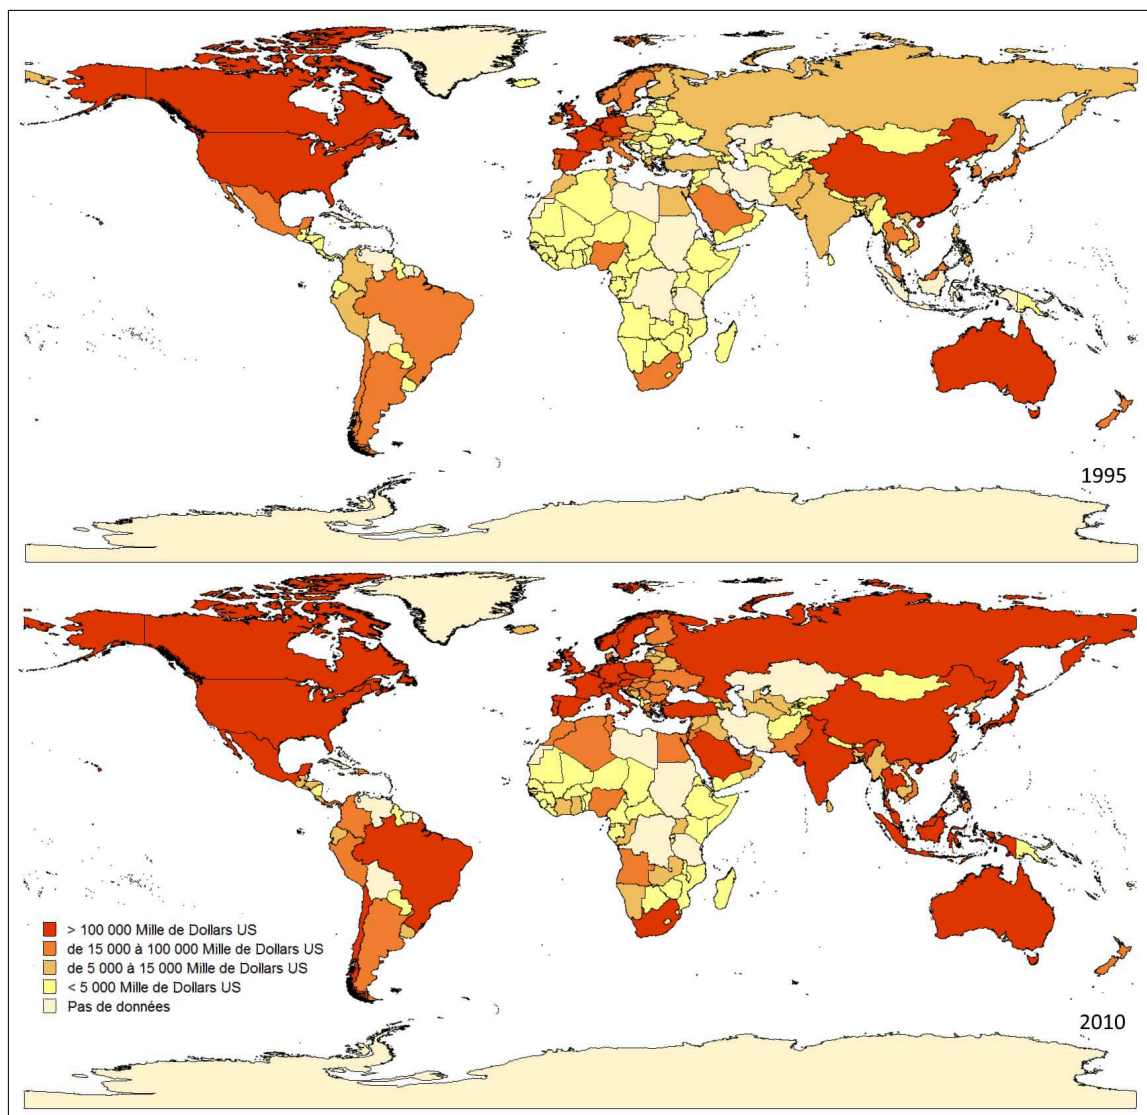 1995
> 100 000 Mille de Dollars US
de 15 000 à 100 000 Mille de Dollars US
de 5 000 à 15 000 Mille de Dollars US
< 5 000 Mille de Dollars US
Pas de données
2010